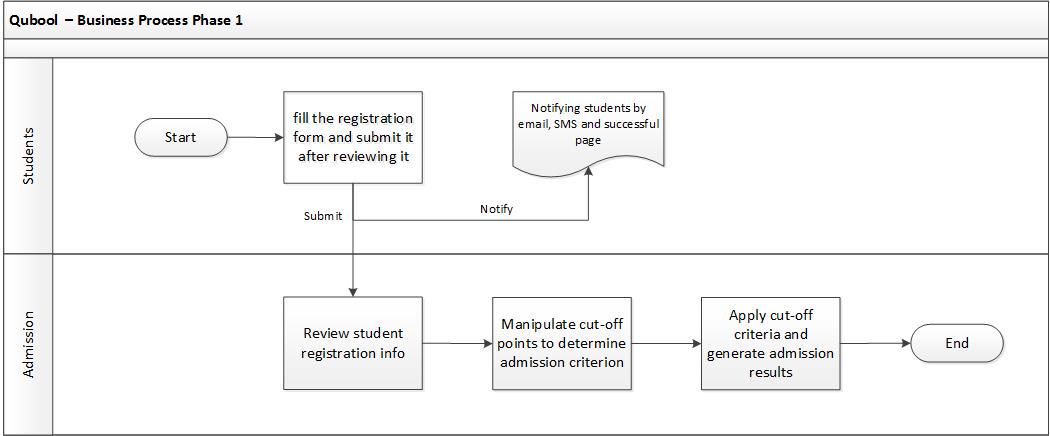 Qubool – Business Process Phase 1
Students
Start
fill the registration
form and submit it
after reviewing it
Notifying students by
email, SMS and successful
page
Submit
Notify
Admission
Review student
registration info
Manipulate cut-off
points to determine
admission criterion
Apply cut-off
criteria and
generate admission
results
End